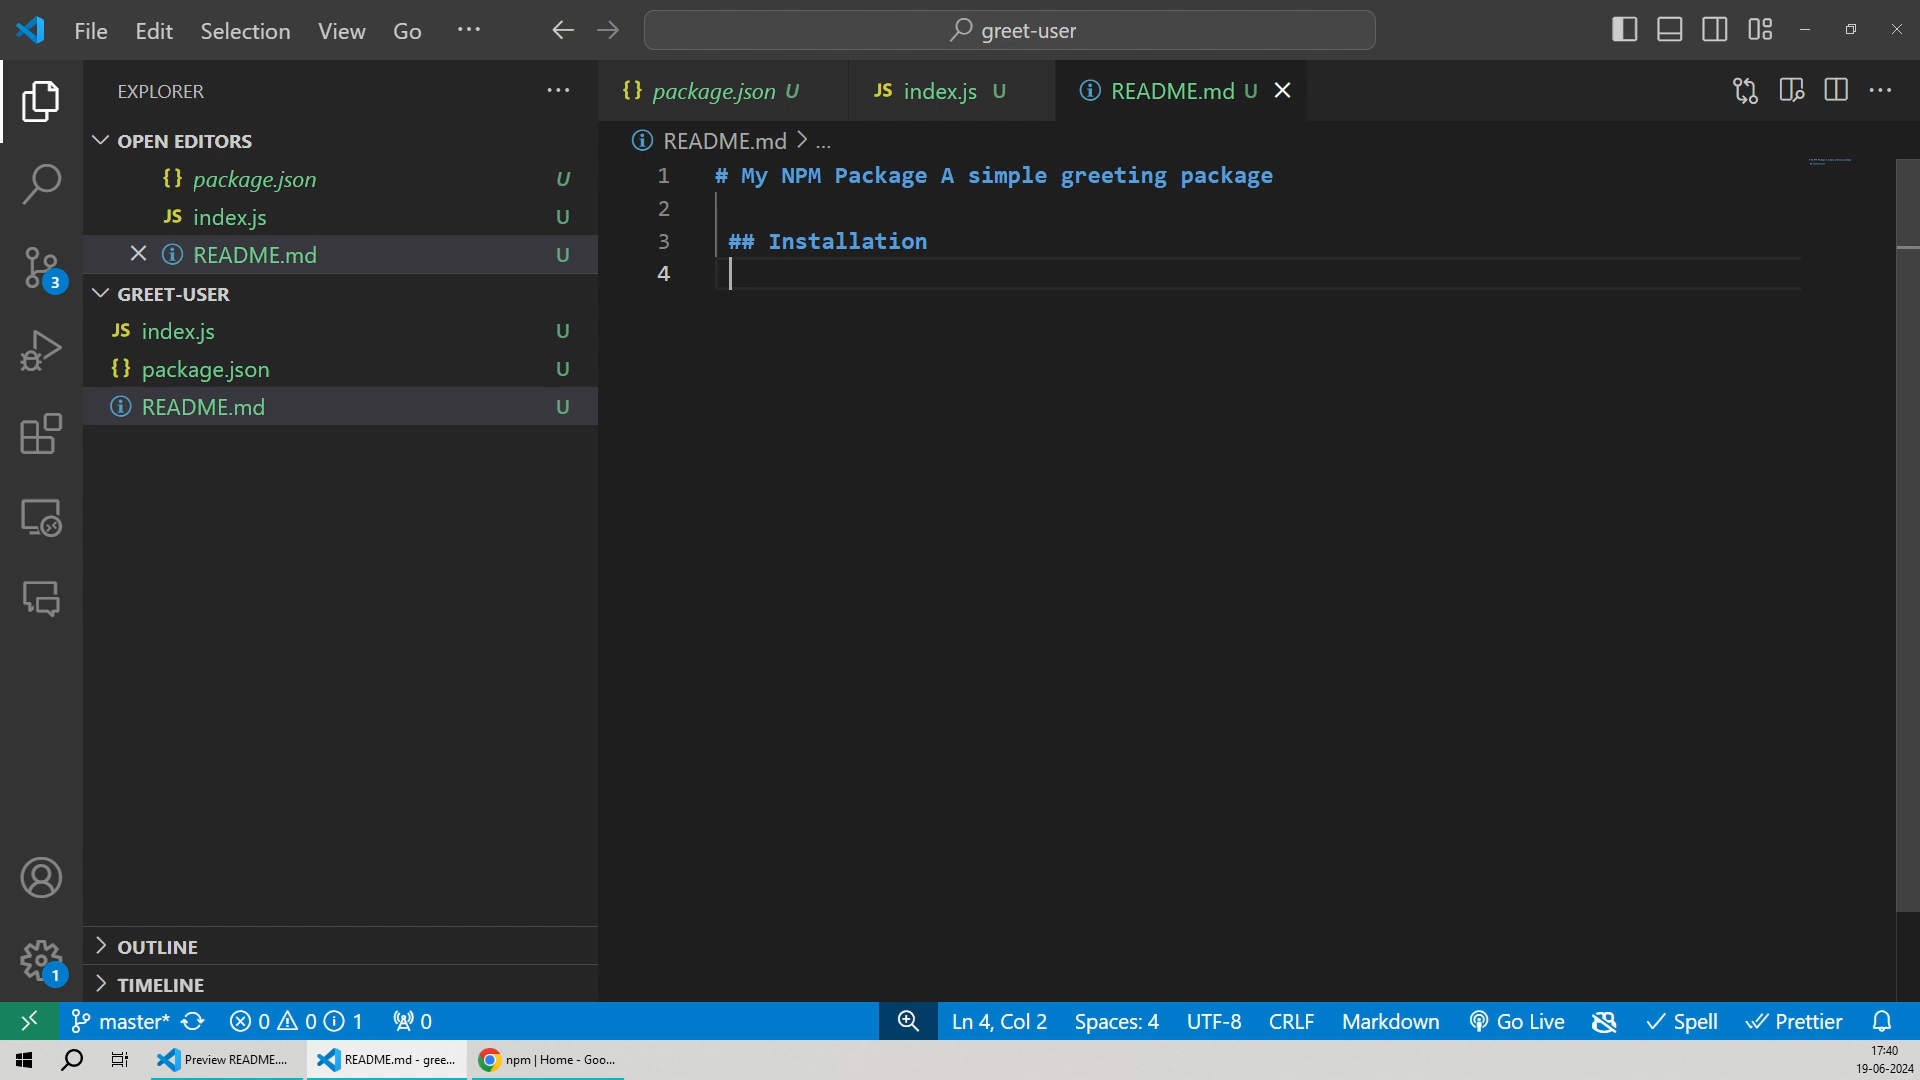 File Edit Selection View Go ... greet-user
EXPLORER ...
package.json U index.js U README.md U
OPEN EDITORS
README.md > ...
{} package.json U
JS index.js U
README.md U
GREET-USER
JS index.js U
{} package.json U
README.md U
1 # My NPM Package A simple greeting package
2
3 ## Installation
4
3
1
OUTLINE
TIMELINE
master* 0 0 1 0 Ln 4, Col 2 Spaces: 4 UTF-8 CRLF Markdown Go Live Spell Prettier
Preview README.... README.md - gree... npm | Home - Goo...
17:40
19-06-2024